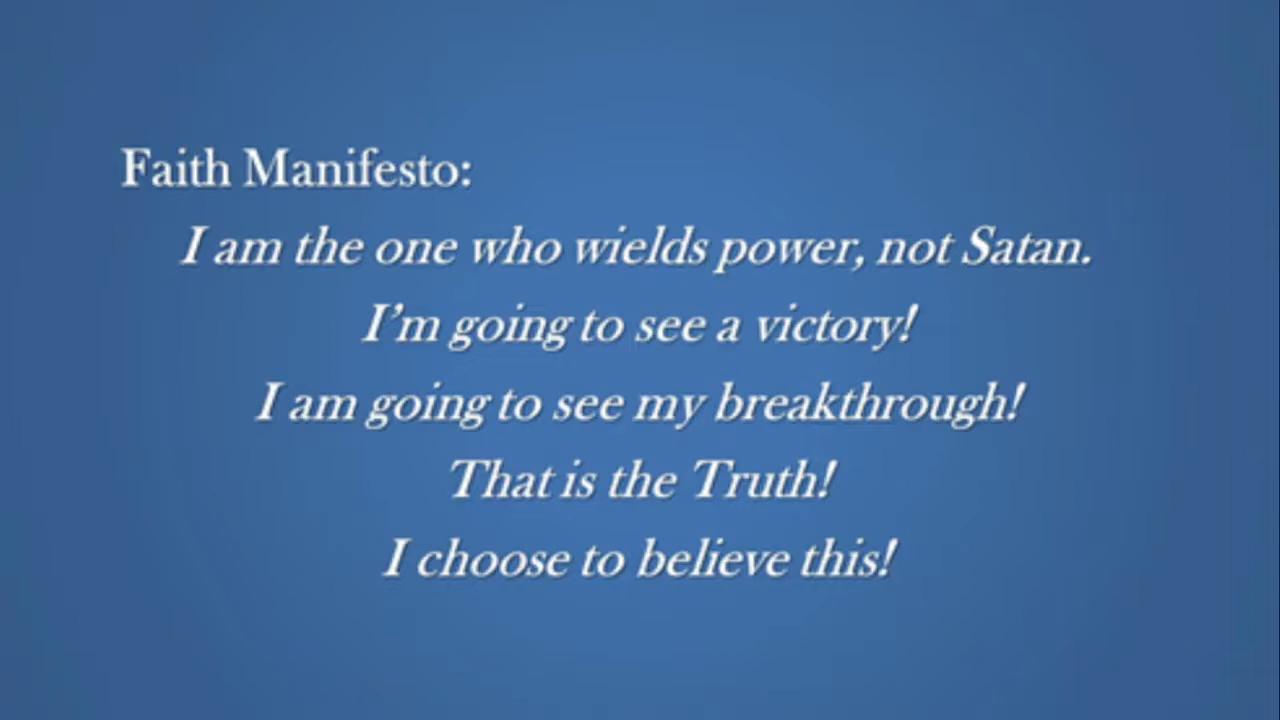 Faith Manifesto:
I am the one who wields power, not Satan.
I’m going to see a victory!
I am going to see my breakthrough!
That is the Truth!
I choose to believe this!